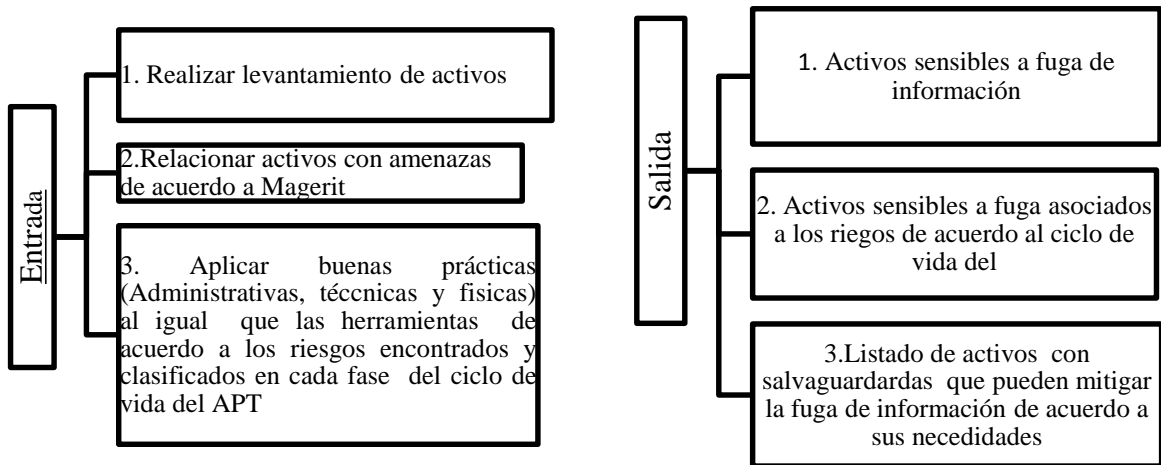 Entrada
1. Realizar levantamiento de activos
2.Relacionar activos con amenazas
de acuerdo a Magerit
3. Aplicar buenas prácticas
(Administrativas, téccnicas y fisicas)
al igual que las herramientas de
acuerdo a los riesgos encontrados y
clasificados en cada fase del ciclo de
vida del APT
Salida
1. Activos sensibles a fuga de
información
2. Activos sensibles a fuga asociados
a los riegos de acuerdo al ciclo de
vida del
3.Listado de activos con
salvaguardardas que pueden mitigar
la fuga de información de acuerdo a
sus necedidades